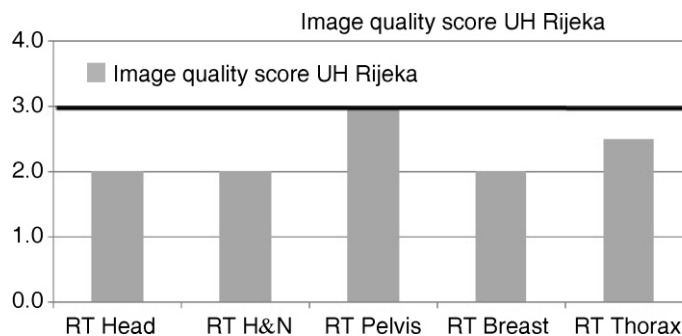 Image quality score UH Rijeka
4.0
Image quality score UH Rijeka
3.0
2.0
1.0
0.0
RT Head RT H&N RT Pelvis RT Breast RT Thorax